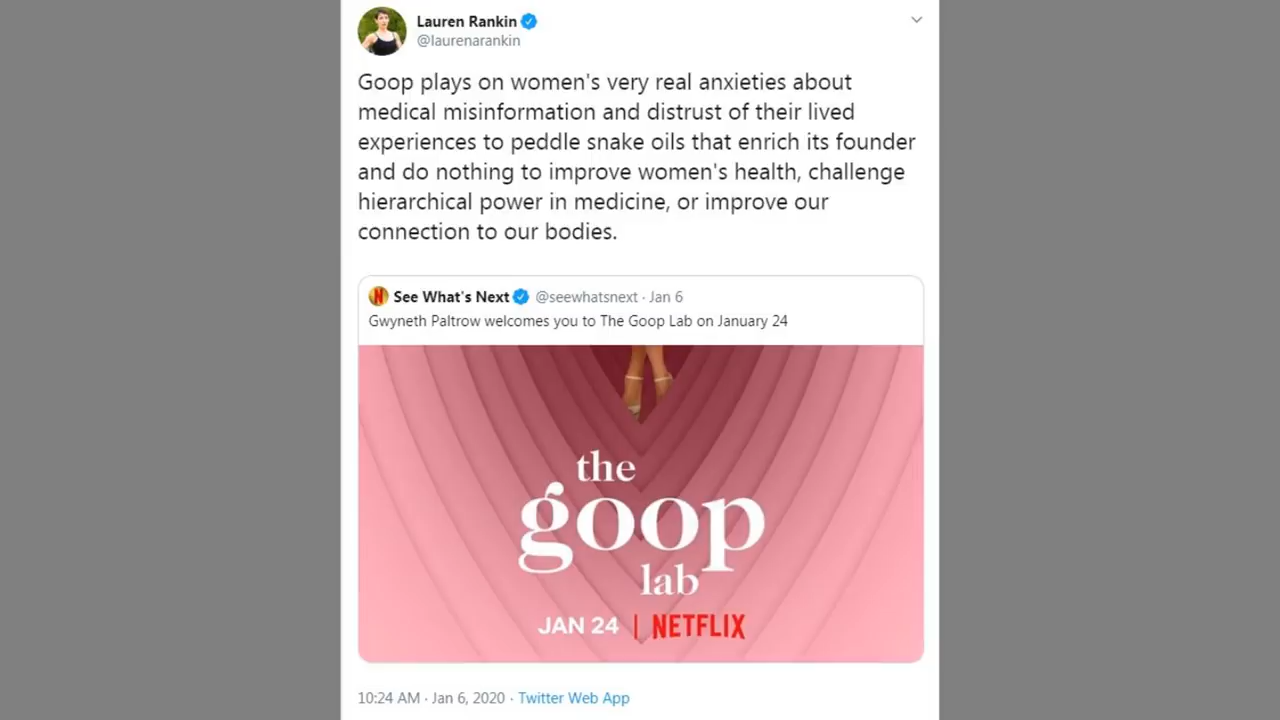 Lauren Rankin
@laurenarankin
Goop plays on women's very real anxieties about
medical misinformation and distrust of their lived
experiences to peddle snake oils that enrich its founder
and do nothing to improve women's health, challenge
hierarchical power in medicine, or improve our
connection to our bodies.
N See What's Next @seewhatsnext · Jan 6
Gwyneth Paltrow welcomes you to The Goop Lab on January 24
the
goop
lab
JAN 24 | NETFLIX
10:24 AM · Jan 6, 2020 · Twitter Web App